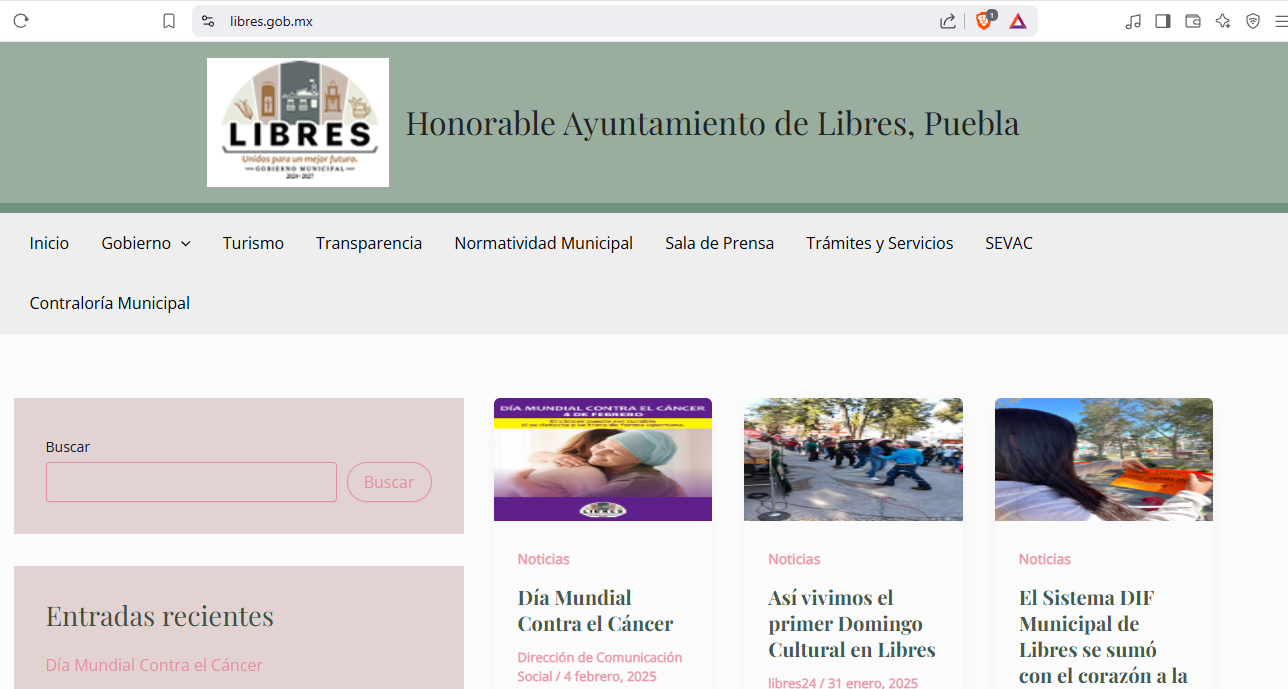 libres.gob.mx
1
LIBRES
Unidos para un mejor futuro.
GOBIERNO MUNICIPAL
2024-2027
Honorable Ayuntamiento de Libres, Puebla
Inicio Gobierno Turismo Transparencia Normatividad Municipal Sala de Prensa Trámites y Servicios SEVAC
Contraloría Municipal
Buscar
Buscar
Entradas recientes
Día Mundial Contra el Cáncer
DÍA MUNDIAL CONTRA EL CÁNCER
4 DE FEBRERO
El cáncer puede ser curable
si se detecta y se trata de forma oportuna.
LIBRES
Noticias
Día Mundial
Contra el Cáncer
Dirección de Comunicación
Social / 4 febrero, 2025
Noticias
Así vivimos el
primer Domingo
Cultural en Libres
libres24 / 31 enero, 2025
Noticias
El Sistema DIF
Municipal de
Libres se sumó
con el corazón a la